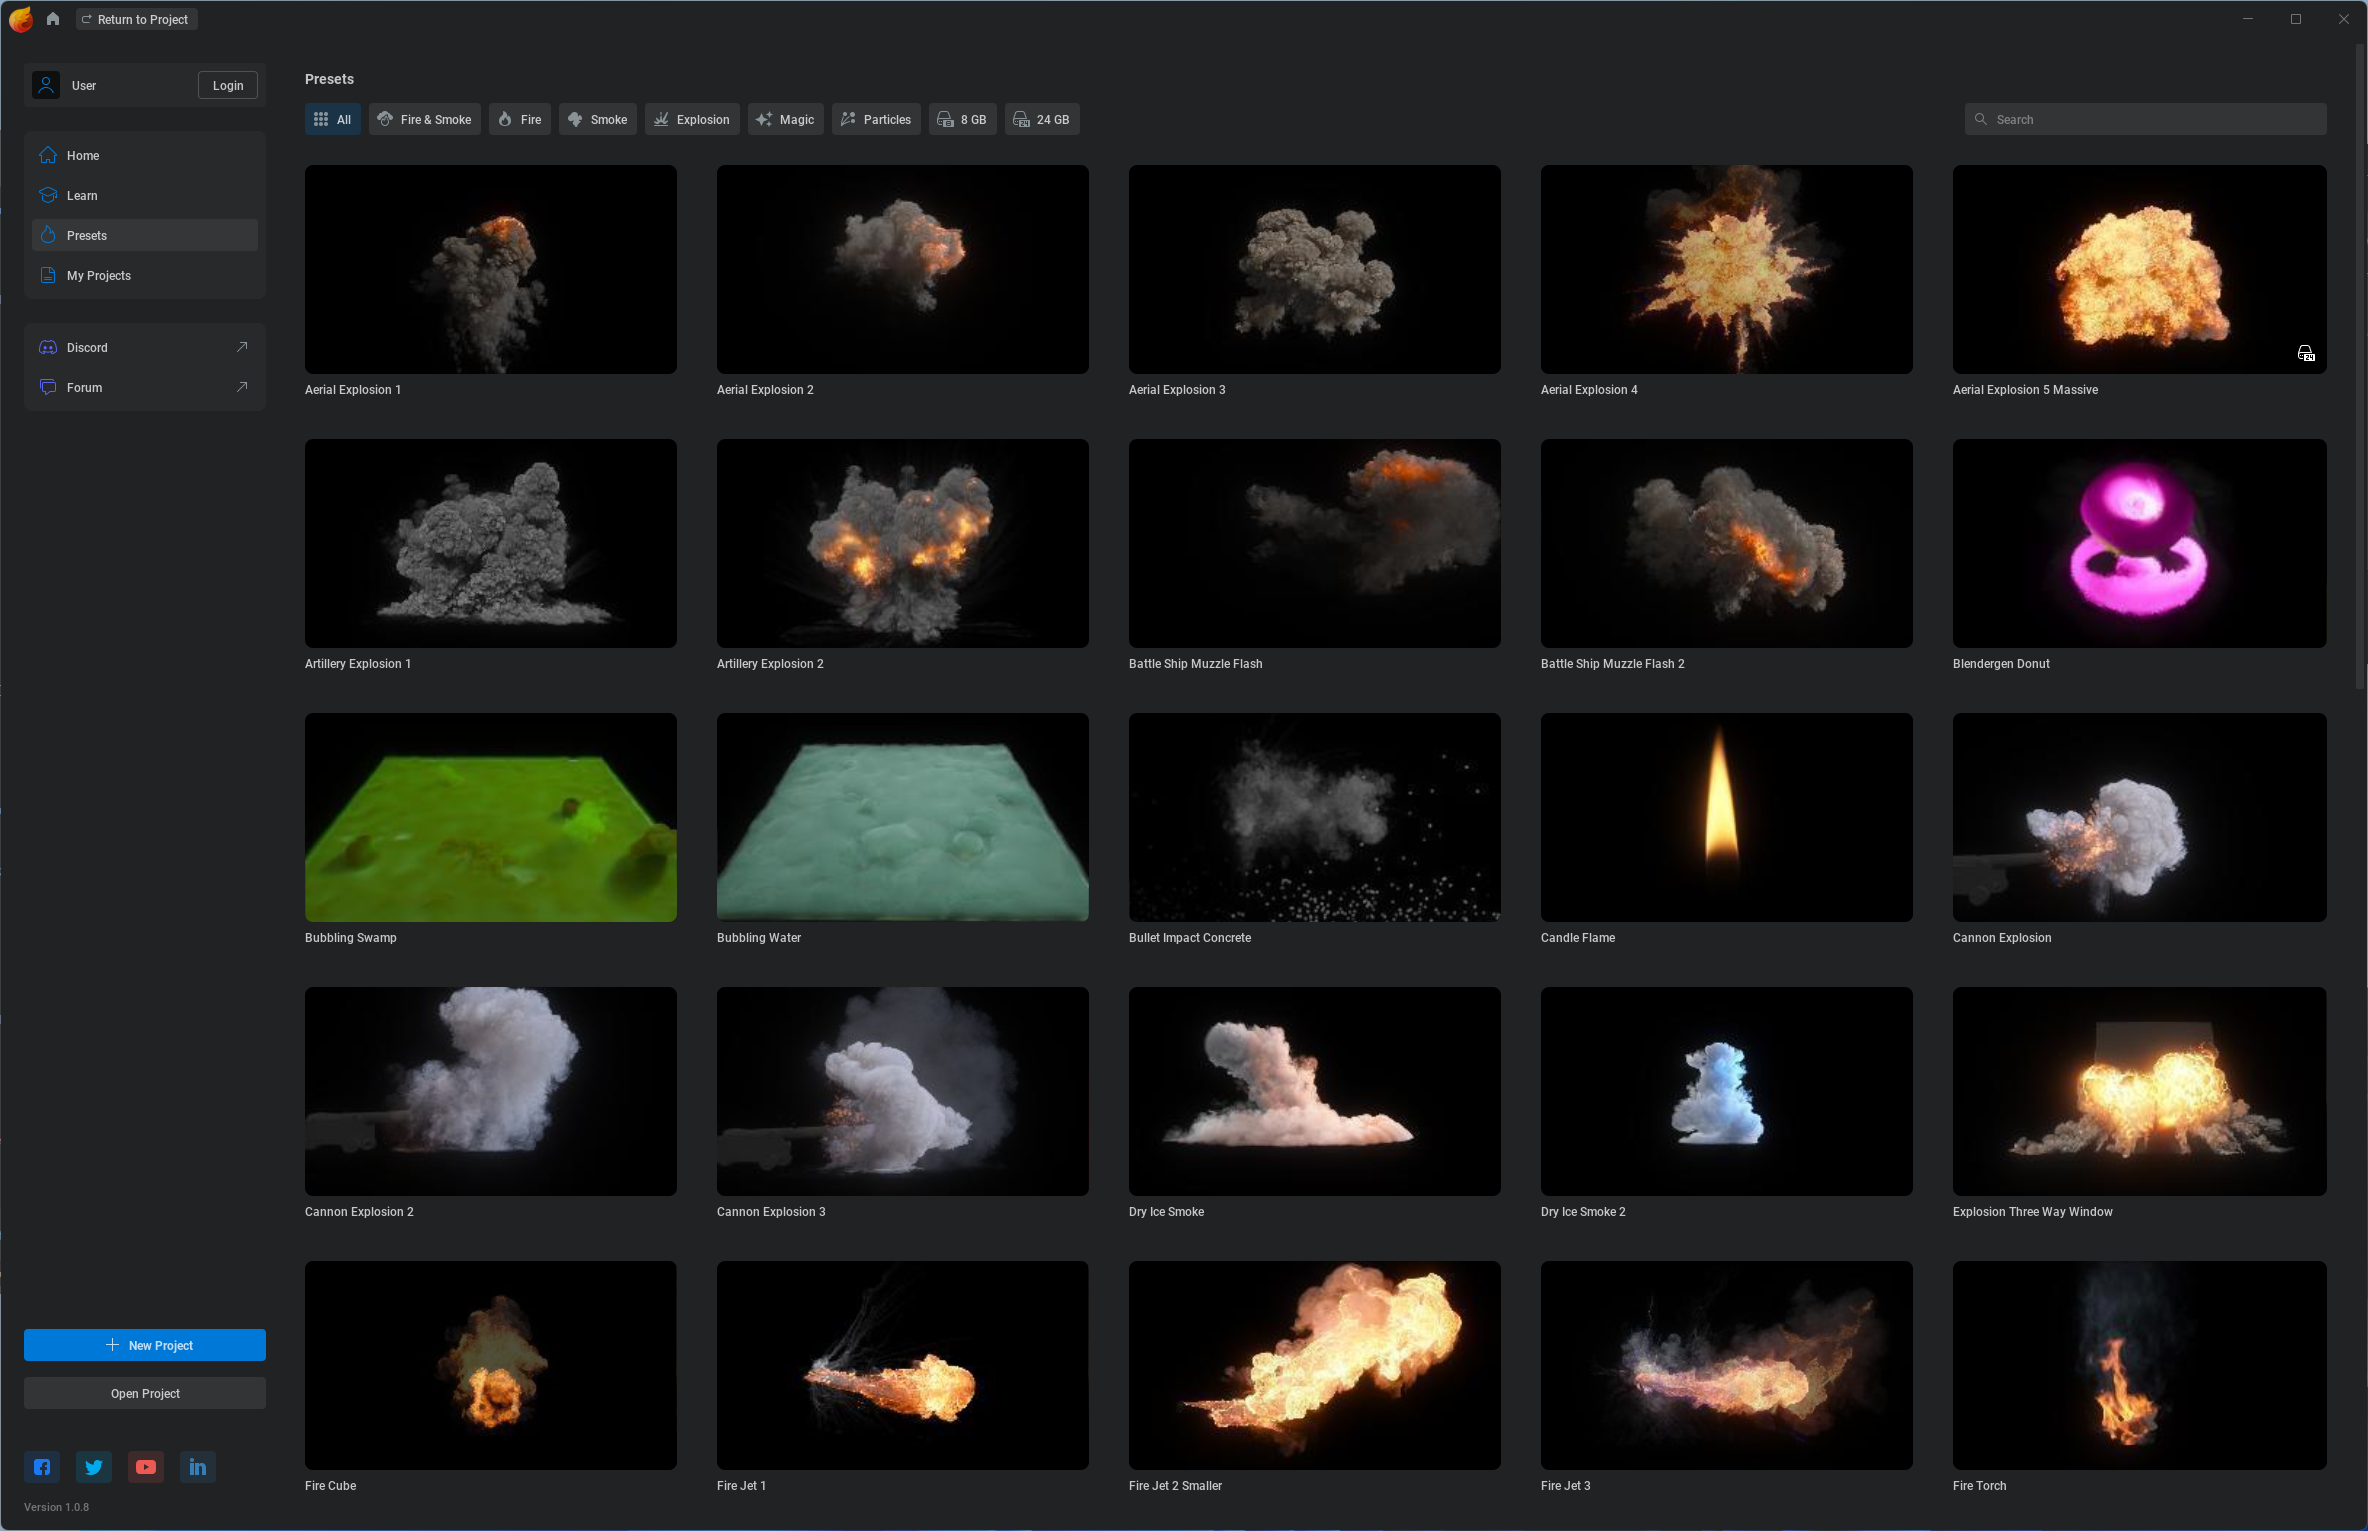 Return to Project
User
Login
Home
Learn
Presets
My Projects
Discord
Forum
New Project
Open Project
Version 1.0.8
Presets
All
Fire & Smoke
Fire
Smoke
Explosion
Magic
Particles
8 GB
24 GB
Search
Aerial Explosion 1
Aerial Explosion 2
Aerial Explosion 3
Aerial Explosion 4
Aerial Explosion 5 Massive
Artillery Explosion 1
Artillery Explosion 2
Battle Ship Muzzle Flash
Battle Ship Muzzle Flash 2
Blendergen Donut
Bubbling Swamp
Bubbling Water
Bullet Impact Concrete
Candle Flame
Cannon Explosion
Cannon Explosion 2
Cannon Explosion 3
Dry Ice Smoke
Dry Ice Smoke 2
Explosion Three Way Window
Fire Cube
Fire Jet 1
Fire Jet 2 Smaller
Fire Jet 3
Fire Torch